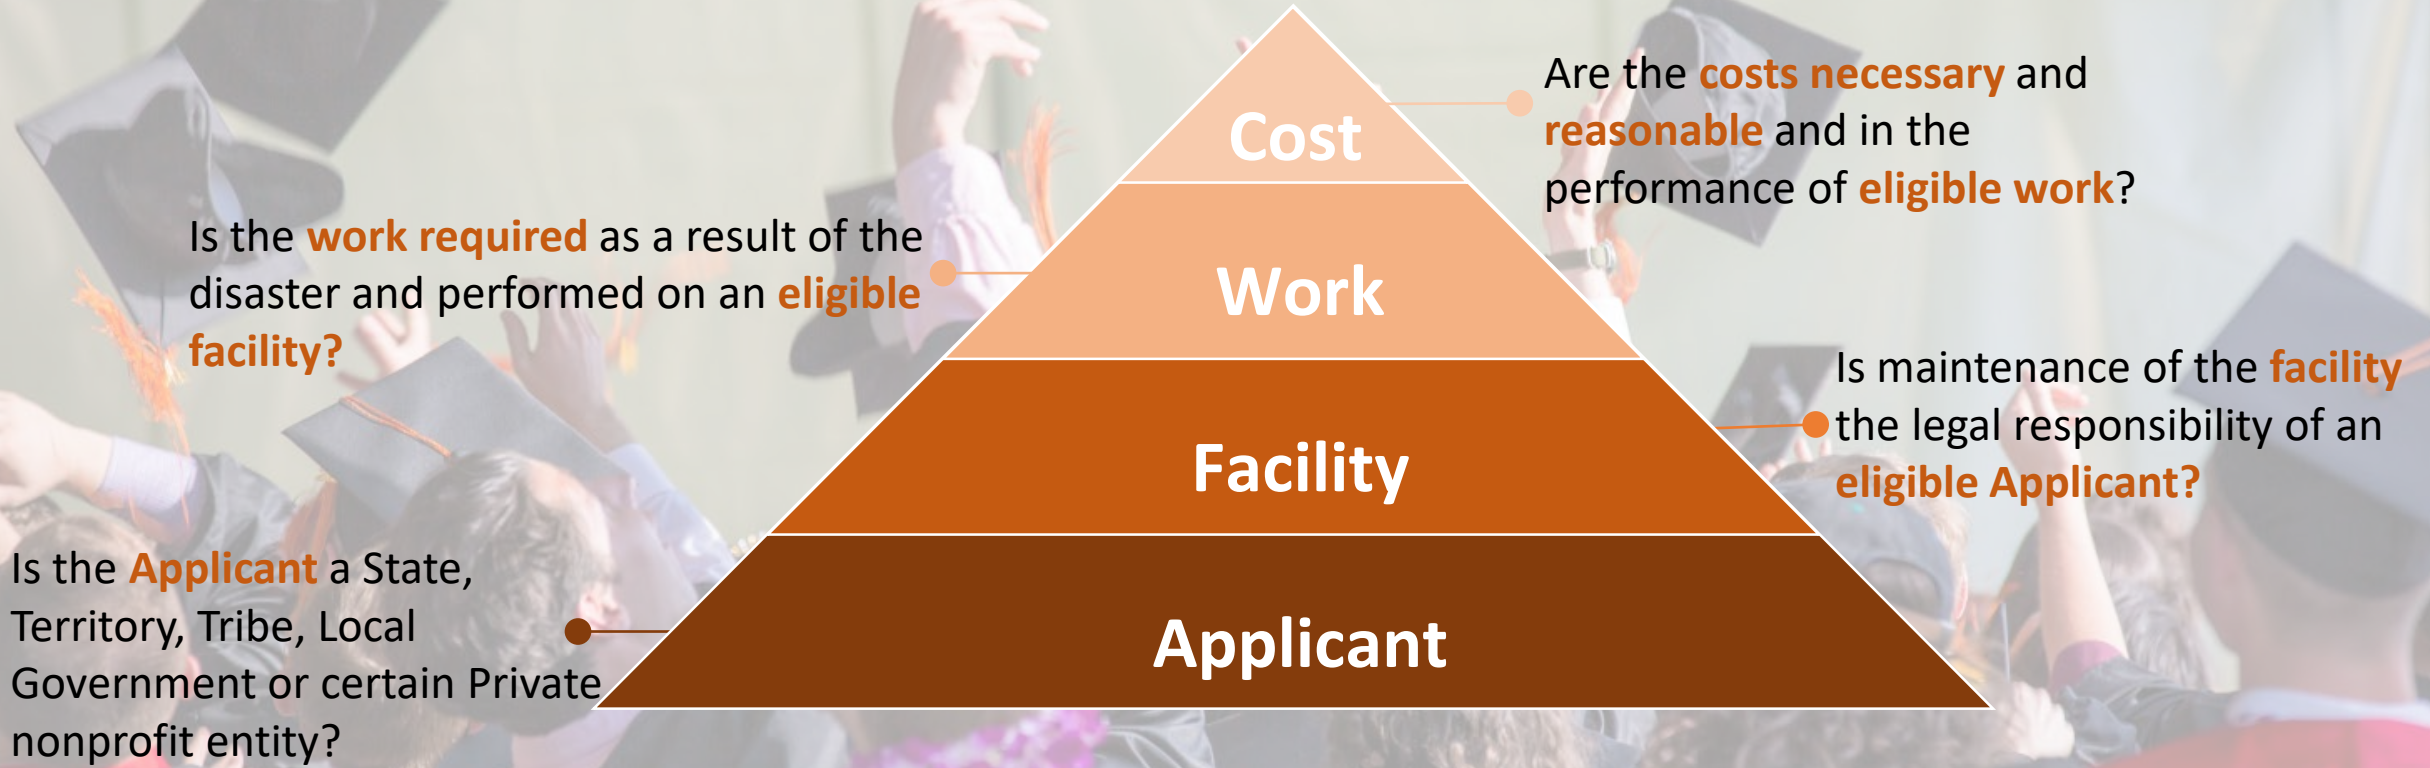 Cost
Are the costs necessary and
reasonable and in the
performance of eligible work?
Work
Is the work required as a result of the
disaster and performed on an eligible
facility?
Facility
Is maintenance of the facility
the legal responsibility of an
eligible Applicant?
Applicant
Is the Applicant a State,
Territory, Tribe, Local
Government or certain Private
nonprofit entity?